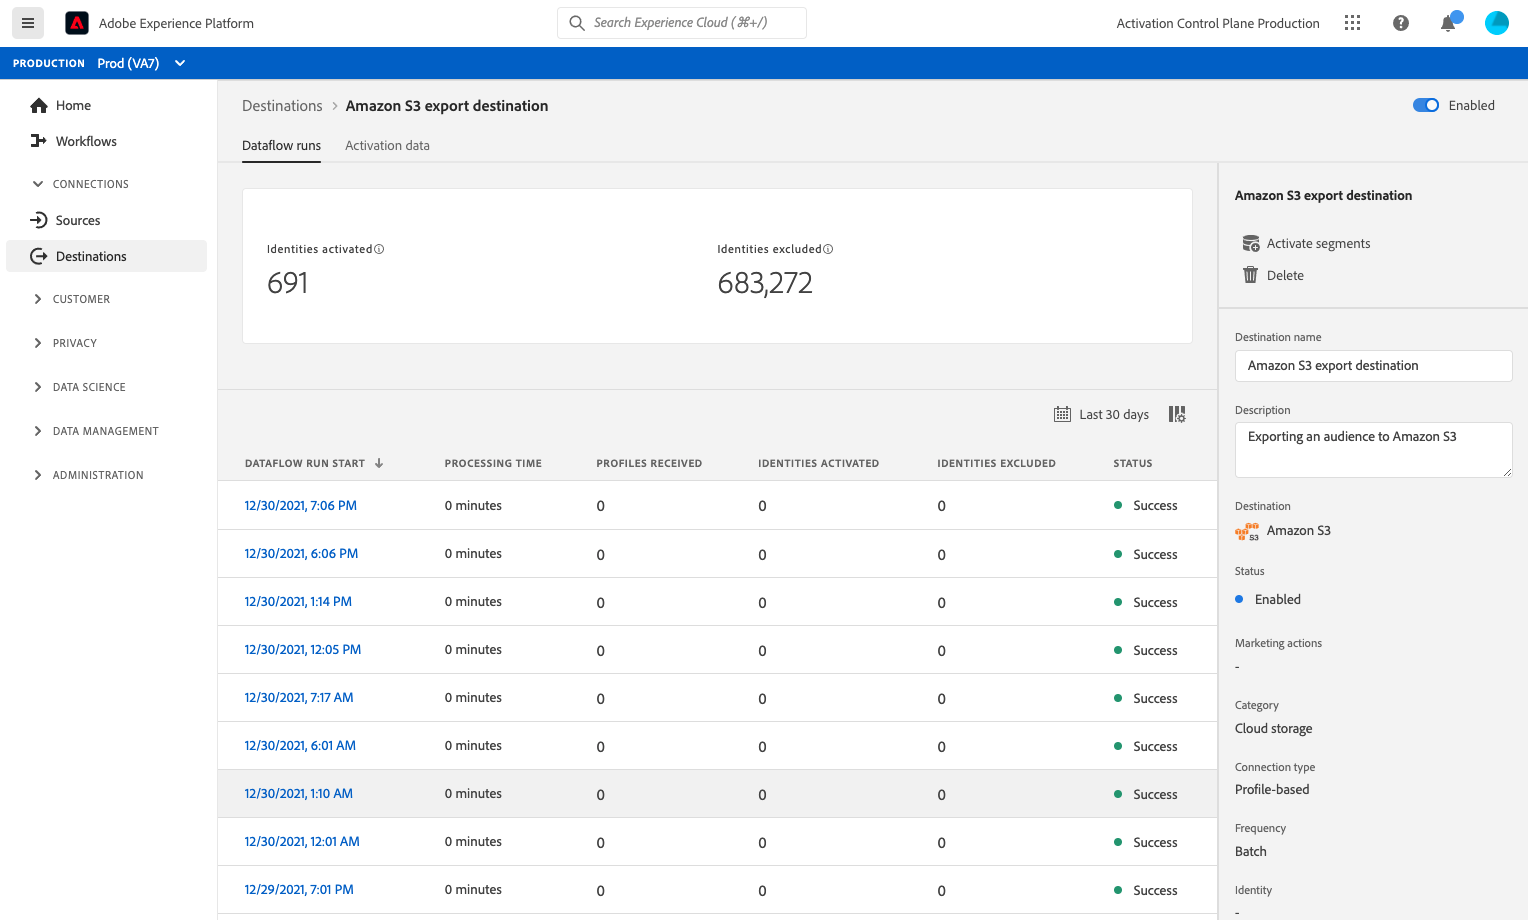 Adobe Experience Platform
Search Experience Cloud (⌘+/)
Activation Control Plane Production
PRODUCTION Prod (VA7)
Home
Workflows
CONNECTIONS
Sources
Destinations
CUSTOMER
PRIVACY
DATA SCIENCE
DATA MANAGEMENT
ADMINISTRATION
Destinations > Amazon S3 export destination
Enabled
Dataflow runs Activation data
Identities activated
691
Identities excluded
683,272
Last 30 days
DATAFLOW RUN START ↓ PROCESSING TIME PROFILES RECEIVED IDENTITIES ACTIVATED IDENTITIES EXCLUDED STATUS
12/30/2021, 7:06 PM 0 minutes 0 0 0 Success
12/30/2021, 6:06 PM 0 minutes 0 0 0 Success
12/30/2021, 1:14 PM 0 minutes 0 0 0 Success
12/30/2021, 12:05 PM 0 minutes 0 0 0 Success
12/30/2021, 7:17 AM 0 minutes 0 0 0 Success
12/30/2021, 6:01 AM 0 minutes 0 0 0 Success
12/30/2021, 1:10 AM 0 minutes 0 0 0 Success
12/30/2021, 12:01 AM 0 minutes 0 0 0 Success
12/29/2021, 7:01 PM 0 minutes 0 0 0 Success
Amazon S3 export destination
Activate segments
Delete
Destination name
Amazon S3 export destination
Description
Exporting an audience to Amazon S3
Destination
S3 Amazon S3
Status
Enabled
Marketing actions
-
Category
Cloud storage
Connection type
Profile-based
Frequency
Batch
Identity
-